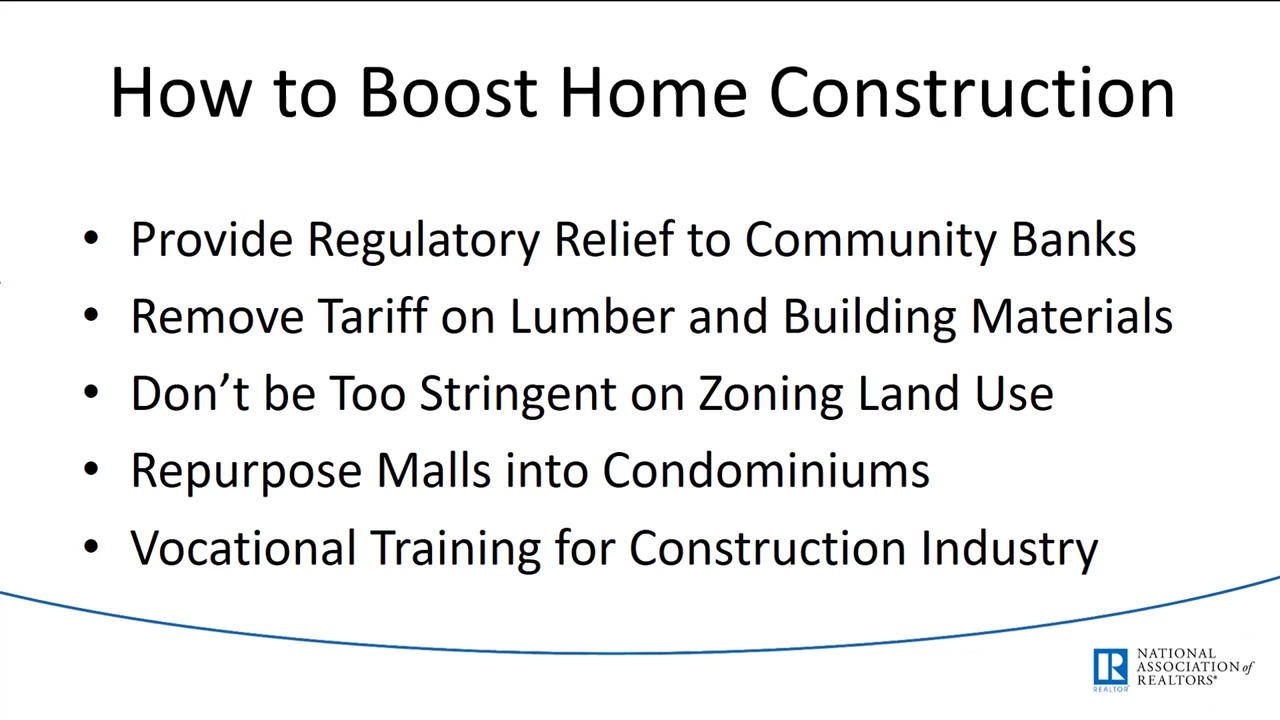 How to Boost Home Construction
• Provide Regulatory Relief to Community Banks
• Remove Tariff on Lumber and Building Materials
• Don’t be Too Stringent on Zoning Land Use
• Repurpose Malls into Condominiums
• Vocational Training for Construction Industry
NATIONAL
ASSOCIATION of
REALTORS®
REALTOR®